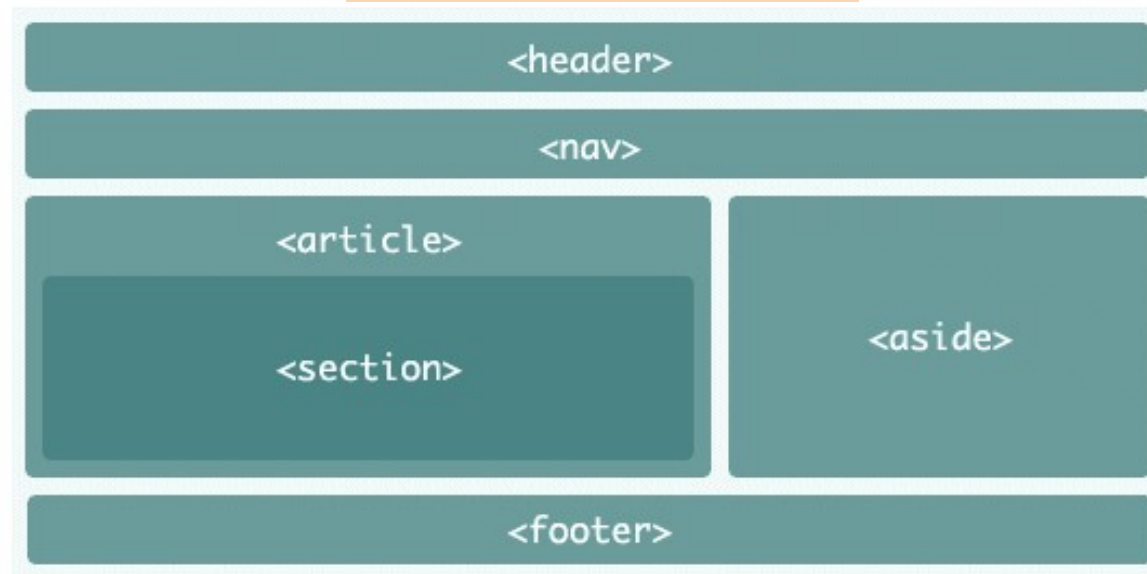 <header>
<nav>
<article>
<section>
<aside>
<footer>